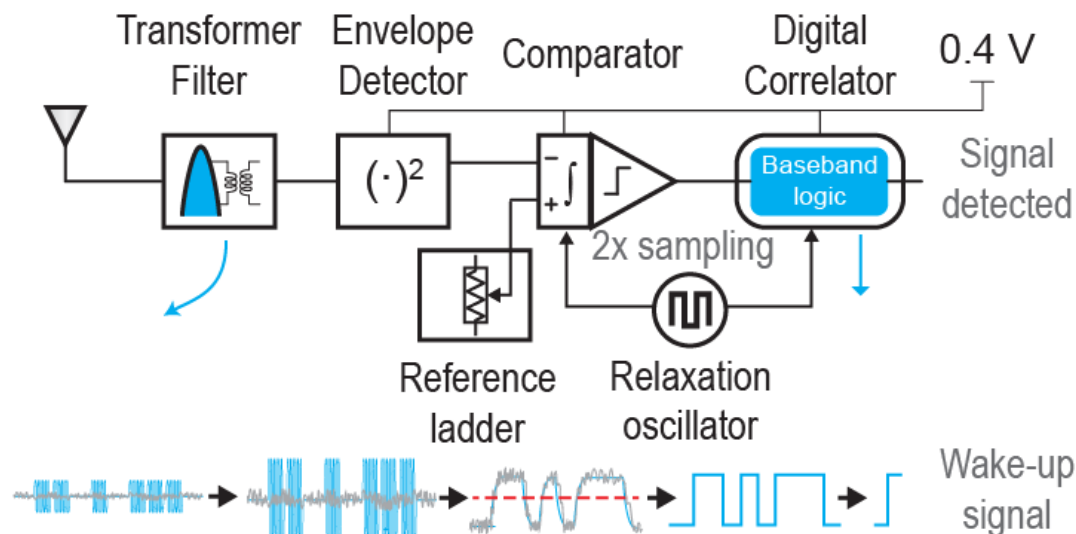 Transformer
Filter
Envelope
Detector
Comparator
Digital
Correlator
0.4 V
(·)²
−
+
∫
Baseband
logic
Signal
detected
2x sampling
Reference
ladder
Relaxation
oscillator
Wake-up
signal